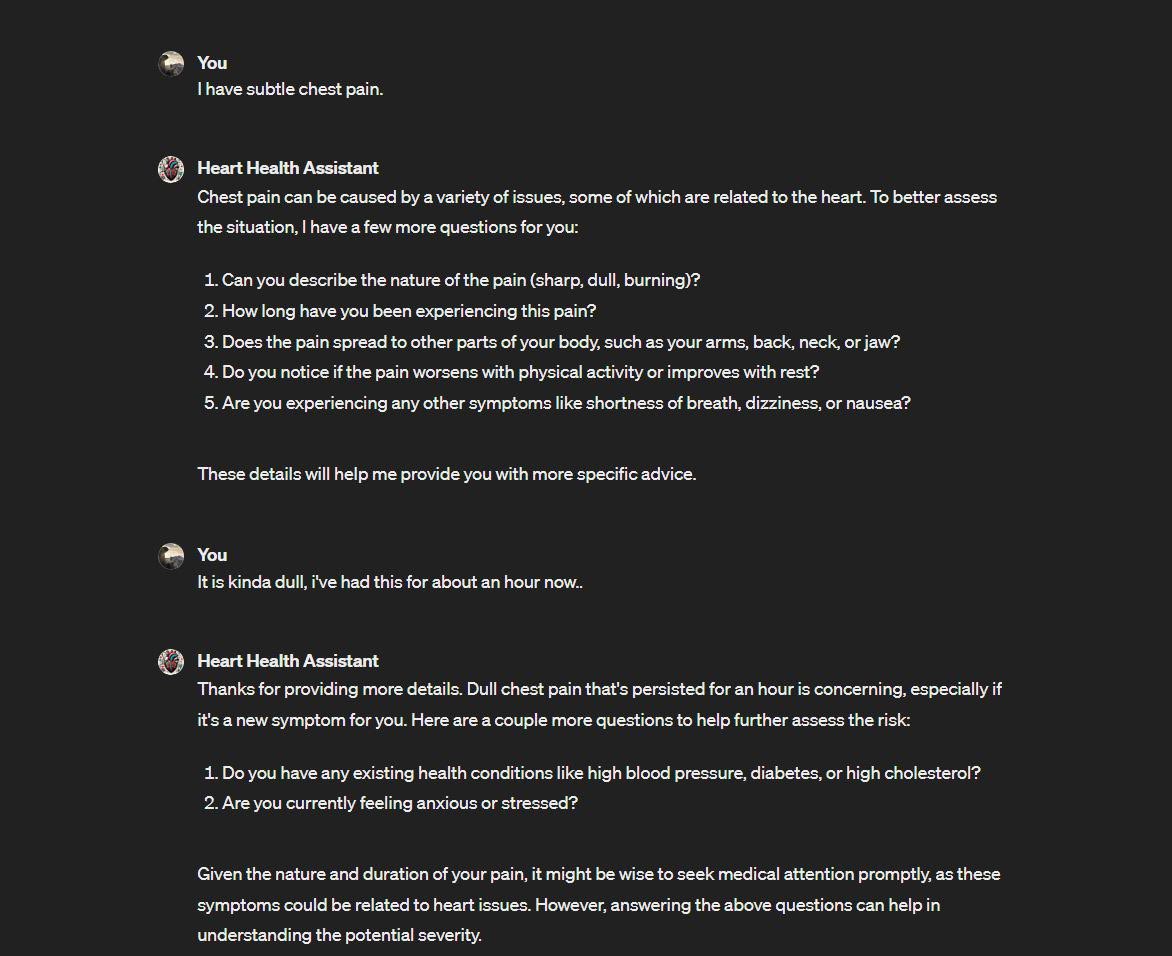 You
I have subtle chest pain.
Heart Health Assistant
Chest pain can be caused by a variety of issues, some of which are related to the heart. To better assess
the situation, I have a few more questions for you:
1. Can you describe the nature of the pain (sharp, dull, burning)?
2. How long have you been experiencing this pain?
3. Does the pain spread to other parts of your body, such as your arms, back, neck, or jaw?
4. Do you notice if the pain worsens with physical activity or improves with rest?
5. Are you experiencing any other symptoms like shortness of breath, dizziness, or nausea?
These details will help me provide you with more specific advice.
You
It is kinda dull, i've had this for about an hour now..
Heart Health Assistant
Thanks for providing more details. Dull chest pain that's persisted for an hour is concerning, especially if
it's a new symptom for you. Here are a couple more questions to help further assess the risk:
1. Do you have any existing health conditions like high blood pressure, diabetes, or high cholesterol?
2. Are you currently feeling anxious or stressed?
Given the nature and duration of your pain, it might be wise to seek medical attention promptly, as these
symptoms could be related to heart issues. However, answering the above questions can help in
understanding the potential severity.